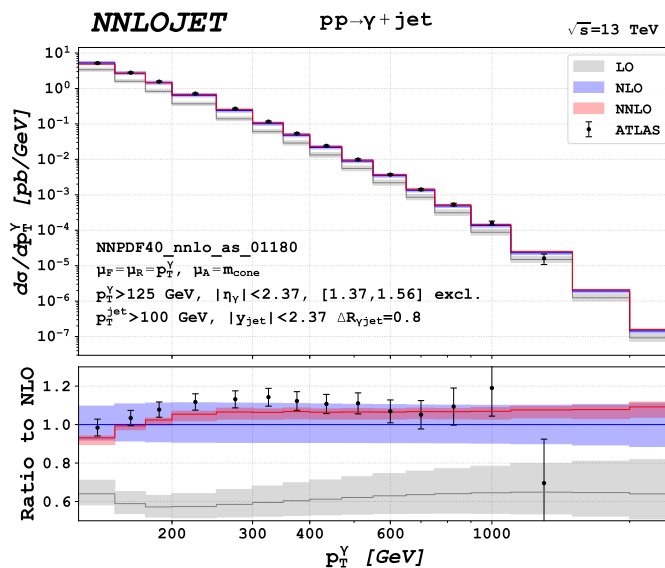 NNLOJET pp→γ+jet √s=13 TeV
10¹
10⁰
10⁻¹
10⁻²
10⁻³
10⁻⁴
10⁻⁵
10⁻⁶
10⁻⁷
dσ/dp_T^γ [pb/GeV]
LO
NLO
NNLO
ATLAS
NNPDF40_nnlo_as_01180
μ_F=μ_R=p_T^γ, μ_A=m_cone
p_T^γ>125 GeV, |η_γ|<2.37, [1.37,1.56] excl.
p_T^jet>100 GeV, |y_jet|<2.37 ΔR_γjet=0.8
Ratio to NLO
1.2
1.0
0.8
0.6
200 300 400 600 1000
p_T^γ [GeV]